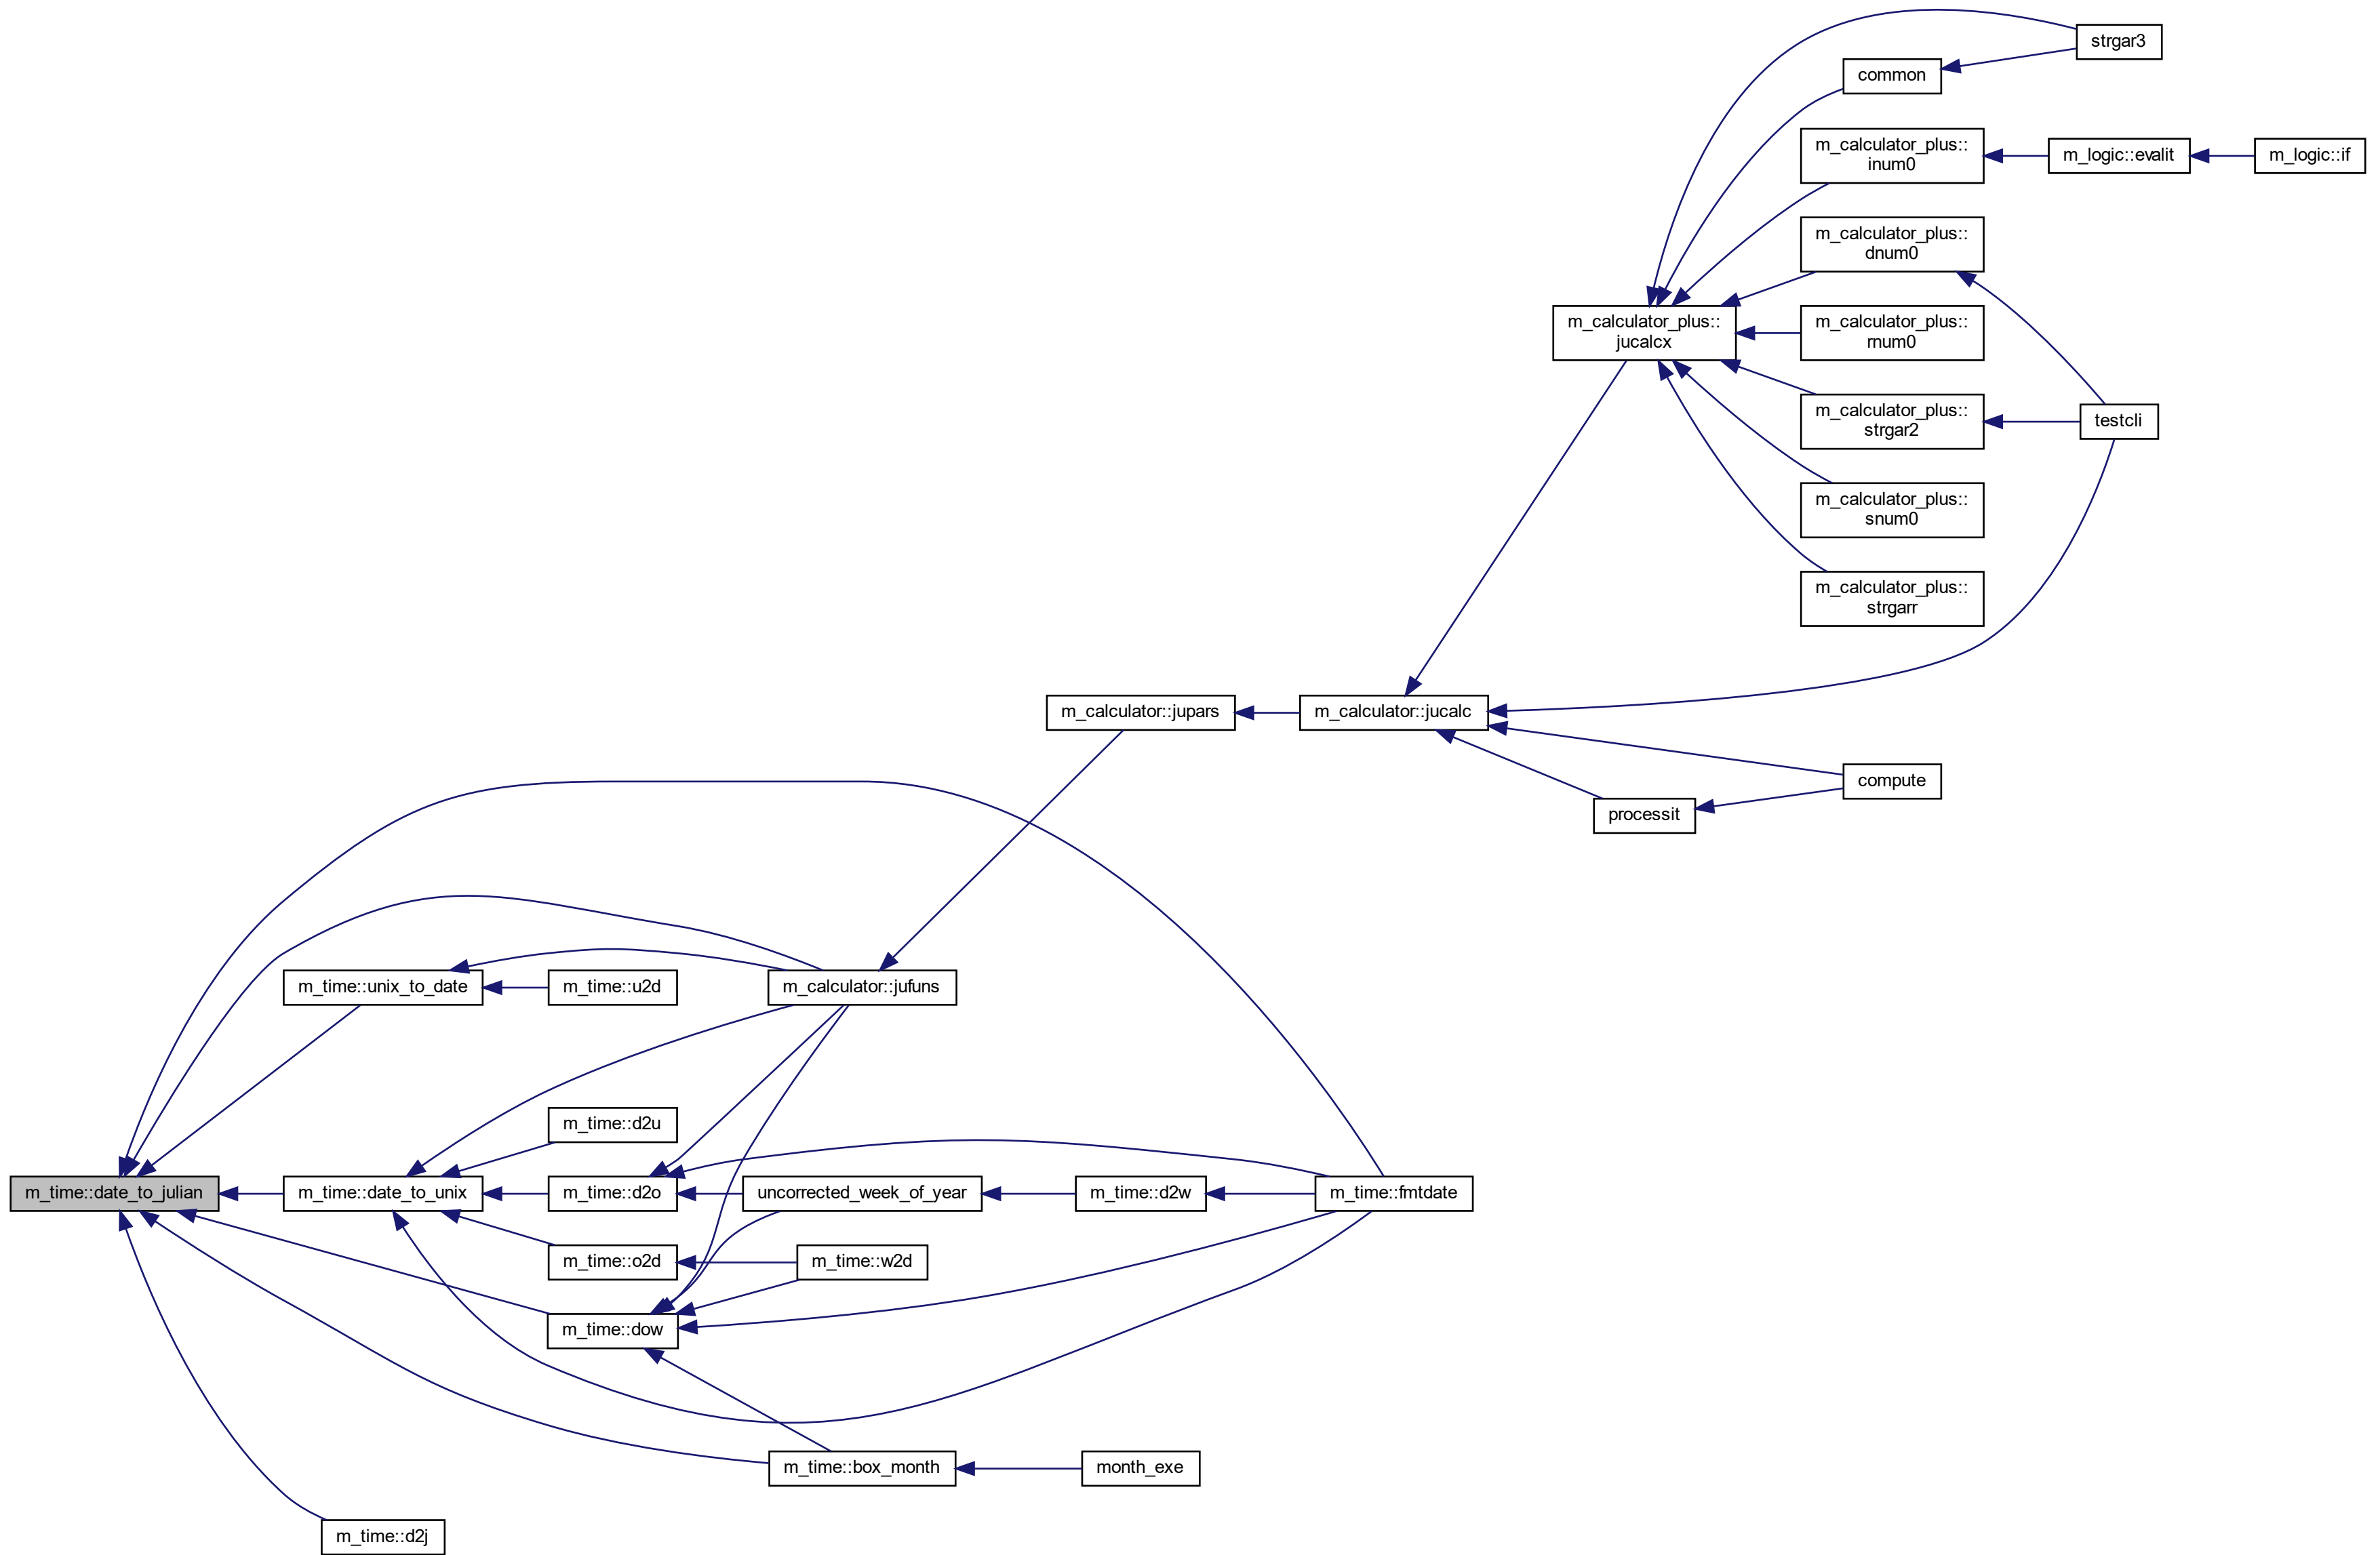 strgar3
common
m_calculator_plus::
inum0
m_logic::evalit
m_logic::if
m_calculator_plus::
dnum0
m_calculator_plus::
jucalcx
m_calculator_plus::
rnum0
m_calculator_plus::
strgar2
testcli
m_calculator_plus::
snum0
m_calculator_plus::
strgarr
m_calculator::jupars
m_calculator::jucalc
compute
processit
m_time::unix_to_date
m_time::u2d
m_calculator::jufuns
m_time::d2u
m_time::date_to_julian
m_time::date_to_unix
m_time::d2o
uncorrected_week_of_year
m_time::d2w
m_time::fmtdate
m_time::o2d
m_time::w2d
m_time::dow
m_time::box_month
month_exe
m_time::d2j